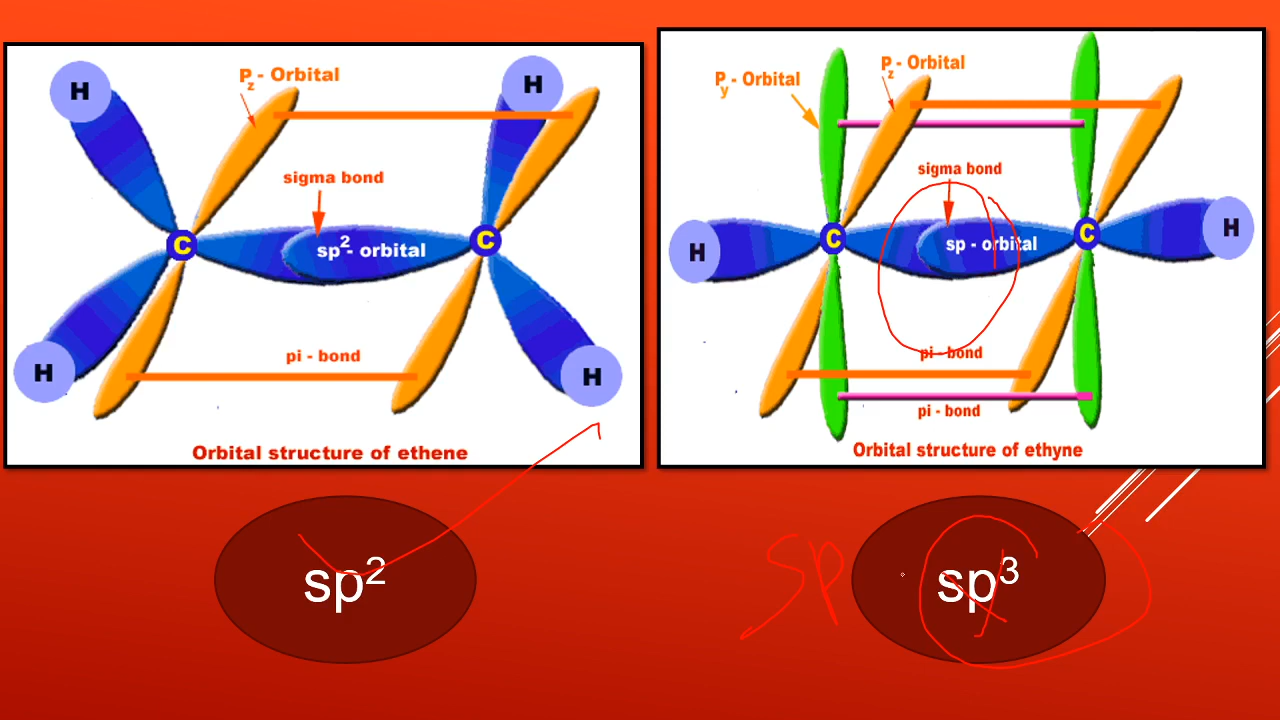 H
Pz - Orbital
H
sigma bond
C
sp2- orbital
C
H
pi - bond
H
Orbital structure of ethene
sp2
Py - Orbital
Pz - Orbital
sigma bond
H
C
sp - orbital
C
H
pi - bond
pi - bond
Orbital structure of ethyne
sp
sp3